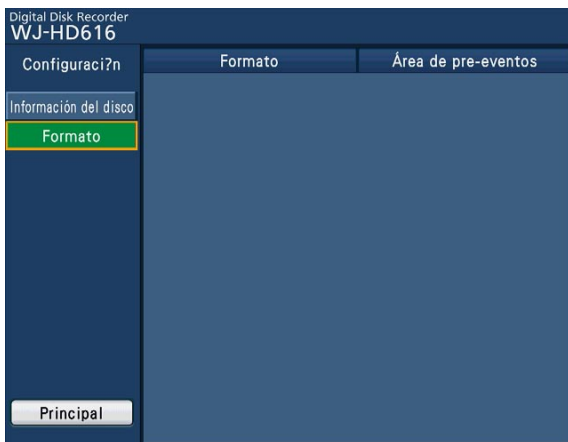 Digital Disk Recorder
WJ-HD616
Configuraci?n
Formato
Área de pre-eventos
Información del disco
Formato
Principal